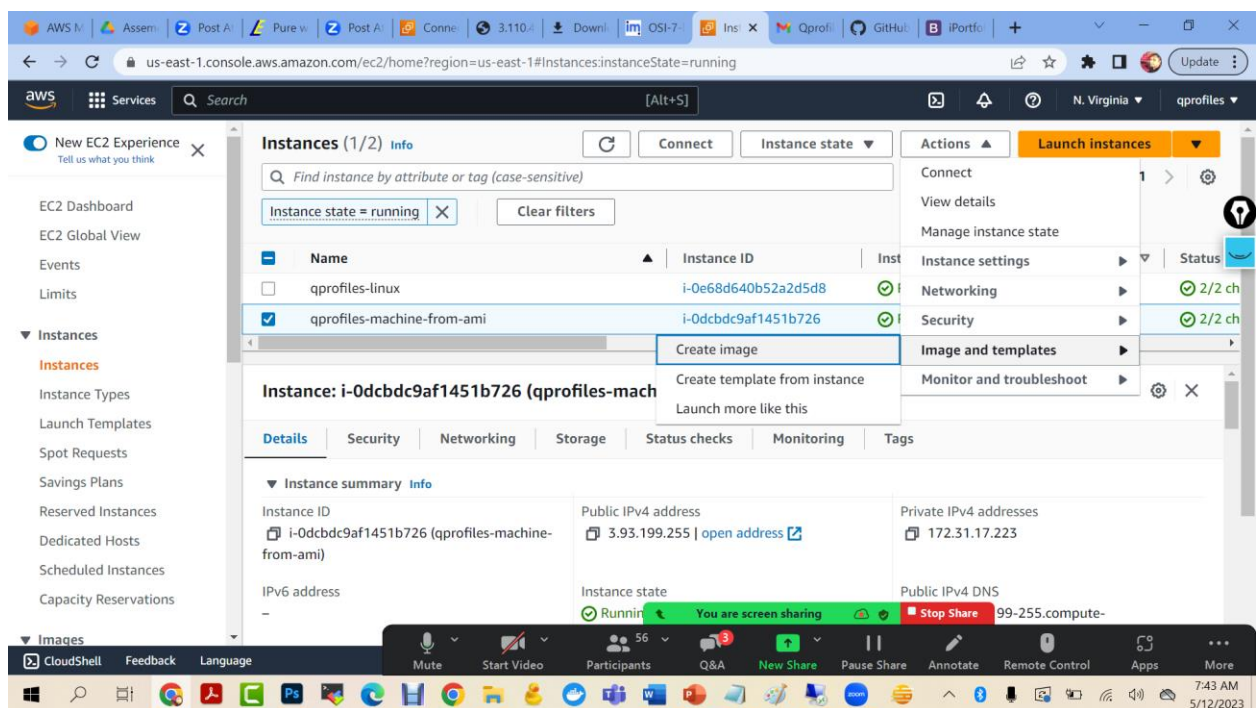 AWS M
Assem
Post A
Pure w
Post A
Conne
3.110.
Downl
im OSI-7-
Ins
Qprofi
GitHub
B iPortfo
us-east-1.console.aws.amazon.com/ec2/home?region=us-east-1#Instances:instanceState=running
Update
aws Services Search [Alt+S] N. Virginia ▼ qprofiles ▼
New EC2 Experience
Tell us what you think
EC2 Dashboard
EC2 Global View
Events
Limits
▼ Instances
Instances
Instance Types
Launch Templates
Spot Requests
Savings Plans
Reserved Instances
Dedicated Hosts
Scheduled Instances
Capacity Reservations
▼ Images
Instances (1/2) Info
Connect
Instance state ▼
Actions ▲
Launch instances ▼
Find instance by attribute or tag (case-sensitive)
1
Instance state = running
Clear filters
Name Instance ID Inst Status
qprofiles-linux i-0e68d640b52a2d5d8 2/2 ch
qprofiles-machine-from-ami i-0dcbdc9af1451b726 2/2 ch
Connect
View details
Manage instance state
Instance settings
Networking
Security
Image and templates
Monitor and troubleshoot
Create image
Create template from instance
Launch more like this
Instance: i-0dcbdc9af1451b726 (qprofiles-mach
Details Security Networking Storage Status checks Monitoring Tags
▼ Instance summary Info
Instance ID
i-0dcbdc9af1451b726 (qprofiles-machine-
from-ami)
Public IPv4 address
3.93.199.255 | open address
Private IPv4 addresses
172.31.17.223
IPv6 address
–
Instance state
Runnin
Public IPv4 DNS
99-255.compute-
You are screen sharing Stop Share
Mute
Start Video
56
Participants
3
Q&A
New Share
Pause Share
Annotate
Remote Control
Apps
More
CloudShell Feedback Language
7:43 AM
5/12/2023